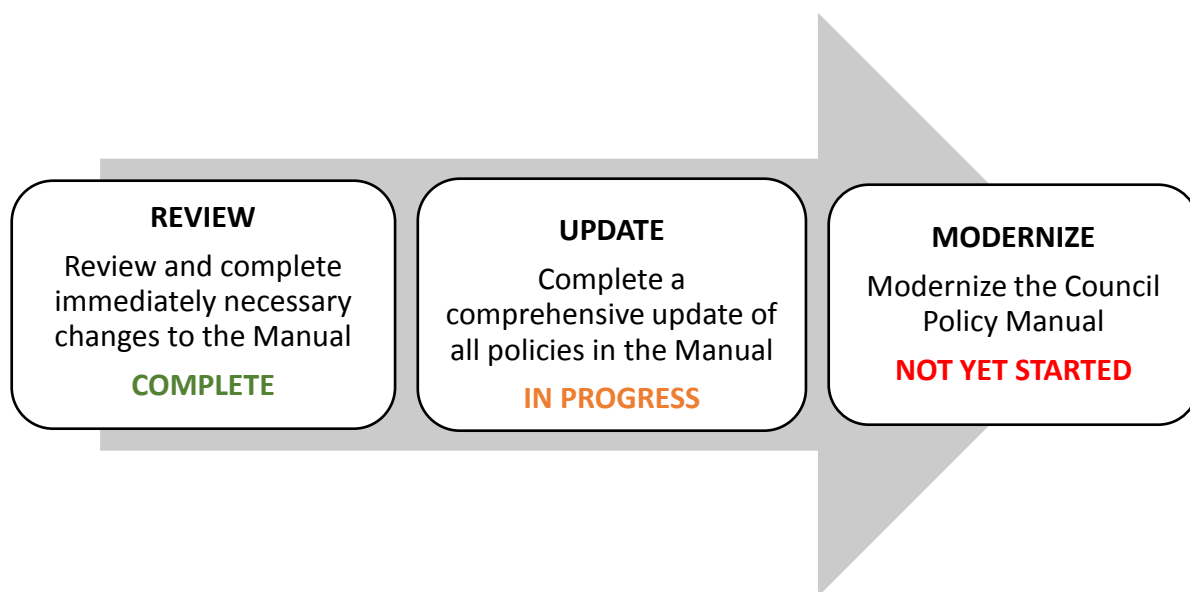 REVIEW
Review and complete
immediately necessary
changes to the Manual
COMPLETE
UPDATE
Complete a
comprehensive update of
all policies in the Manual
IN PROGRESS
MODERNIZE
Modernize the Council
Policy Manual
NOT YET STARTED